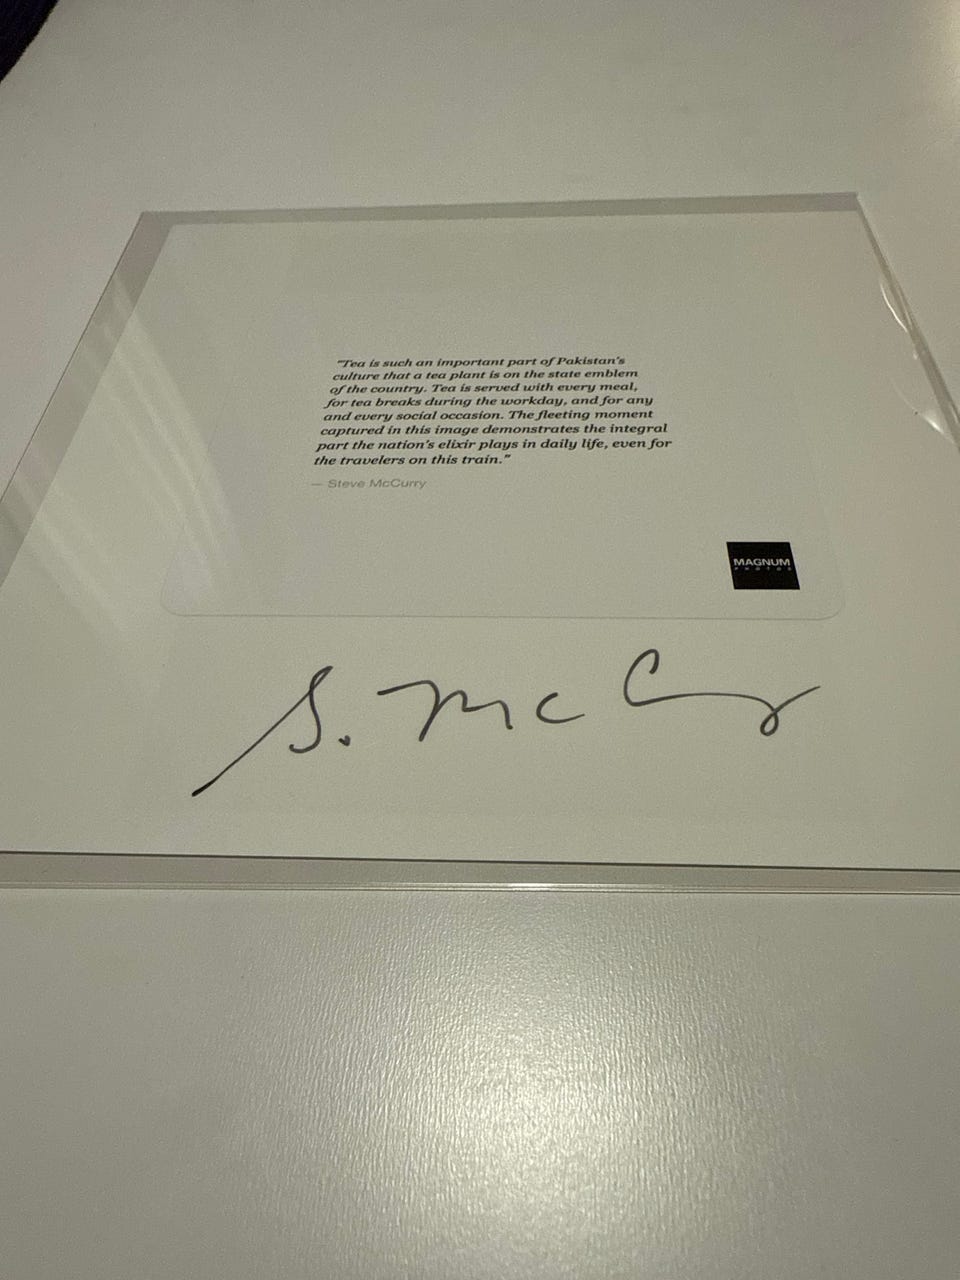 "Tea is such an important part of Pakistan's
culture that a tea plant is on the state emblem
of the country. Tea is served with every meal,
for tea breaks during the workday, and for any
and every social occasion. The fleeting moment
captured in this image demonstrates the integral
part the nation's elixir plays in daily life, even for
the travelers on this train."
— Steve McCurry
MAGNUM
PHOTOS
S. McCurry